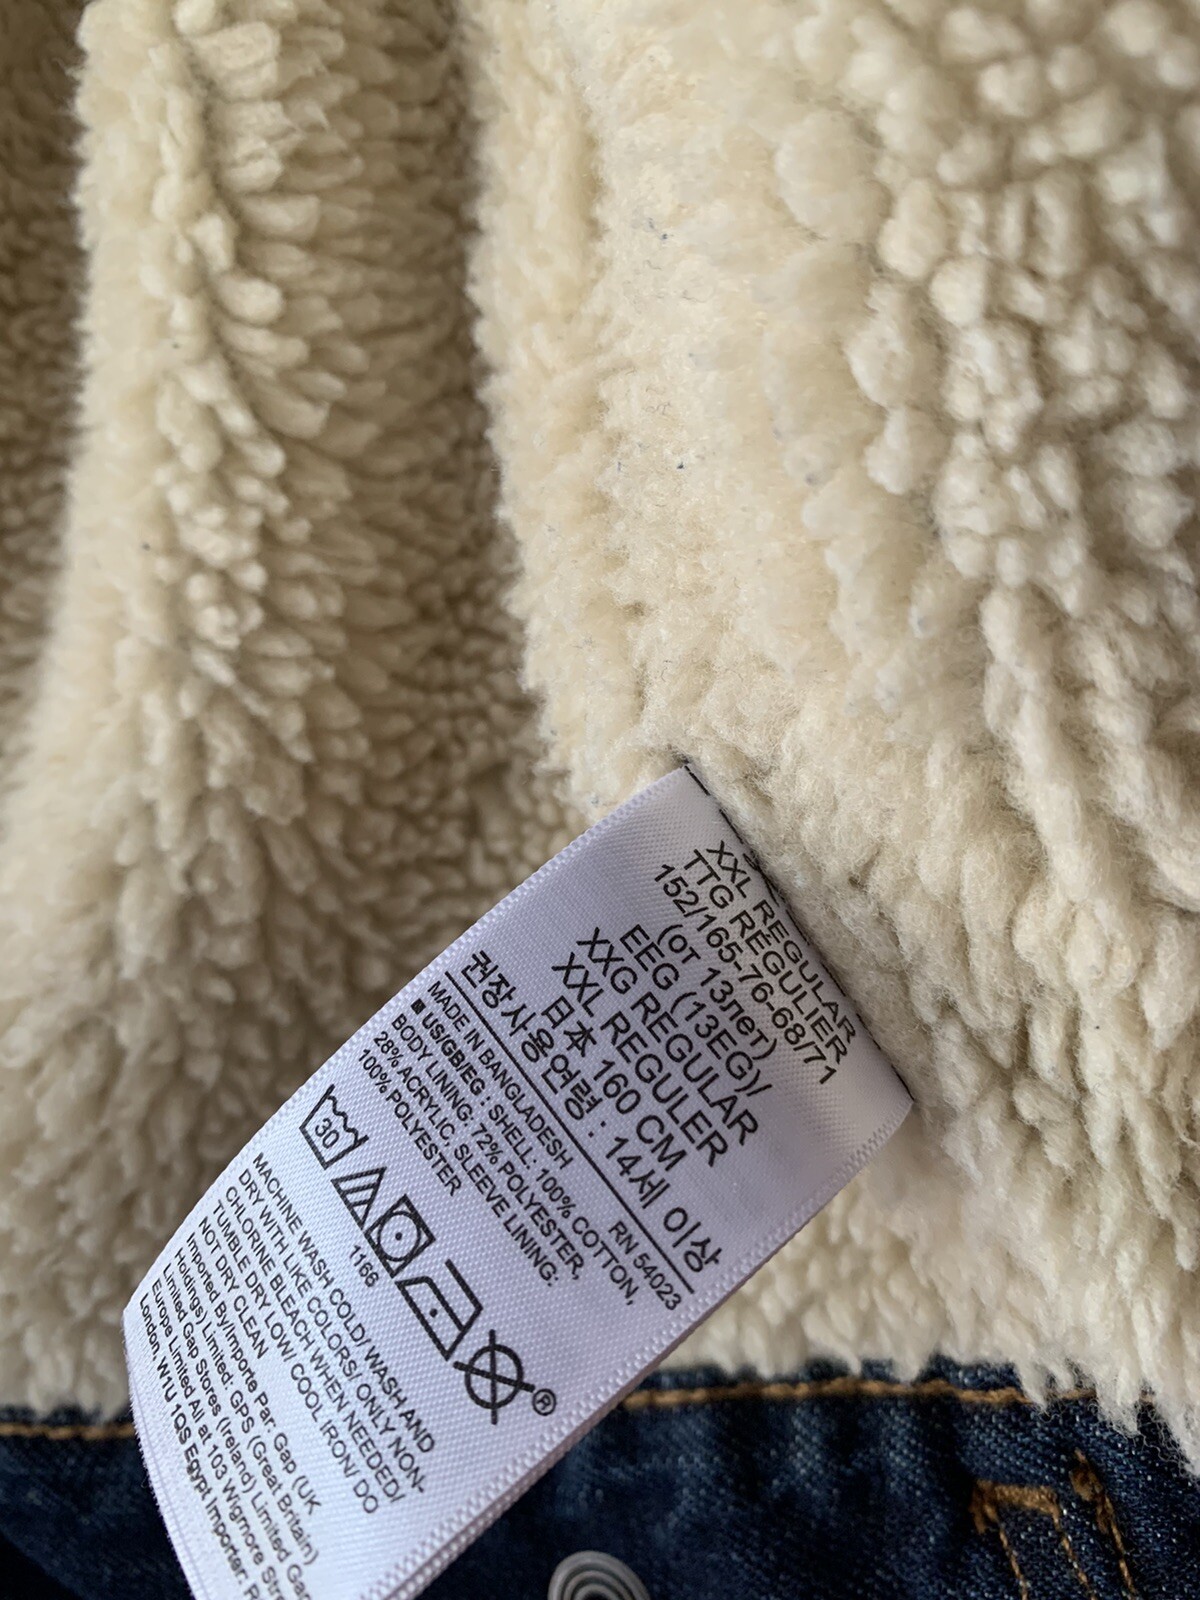 XXL REGULAR
TTG RÉGULIER
152/165-76-68/71
(от 13лет)
EEG (13EG)/
XXG REGULAR
XXL REGULER
日本 160 CM
권장사용연령 : 14세 이상
MADE IN BANGLADESH RN 54023
US/GB/EG : SHELL: 100% COTTON,
BODY LINING: 72% POLYESTER,
28% ACRYLIC, SLEEVE LINING:
100% POLYESTER
30
®
1166
MACHINE WASH COLD/ WASH AND
DRY WITH LIKE COLORS/ ONLY NON-
CHLORINE BLEACH WHEN NEEDED/
TUMBLE DRY LOW/ COOL IRON/ DO
NOT DRY CLEAN
Imported By/Importe Par: Gap (UK
Holdings) Limited: GPS (Great Britain)
Limited Gap Stores (Ireland) Limited
Europe Limited All at 103 Wigmore
London, W1U 1QS Egypt Importer: